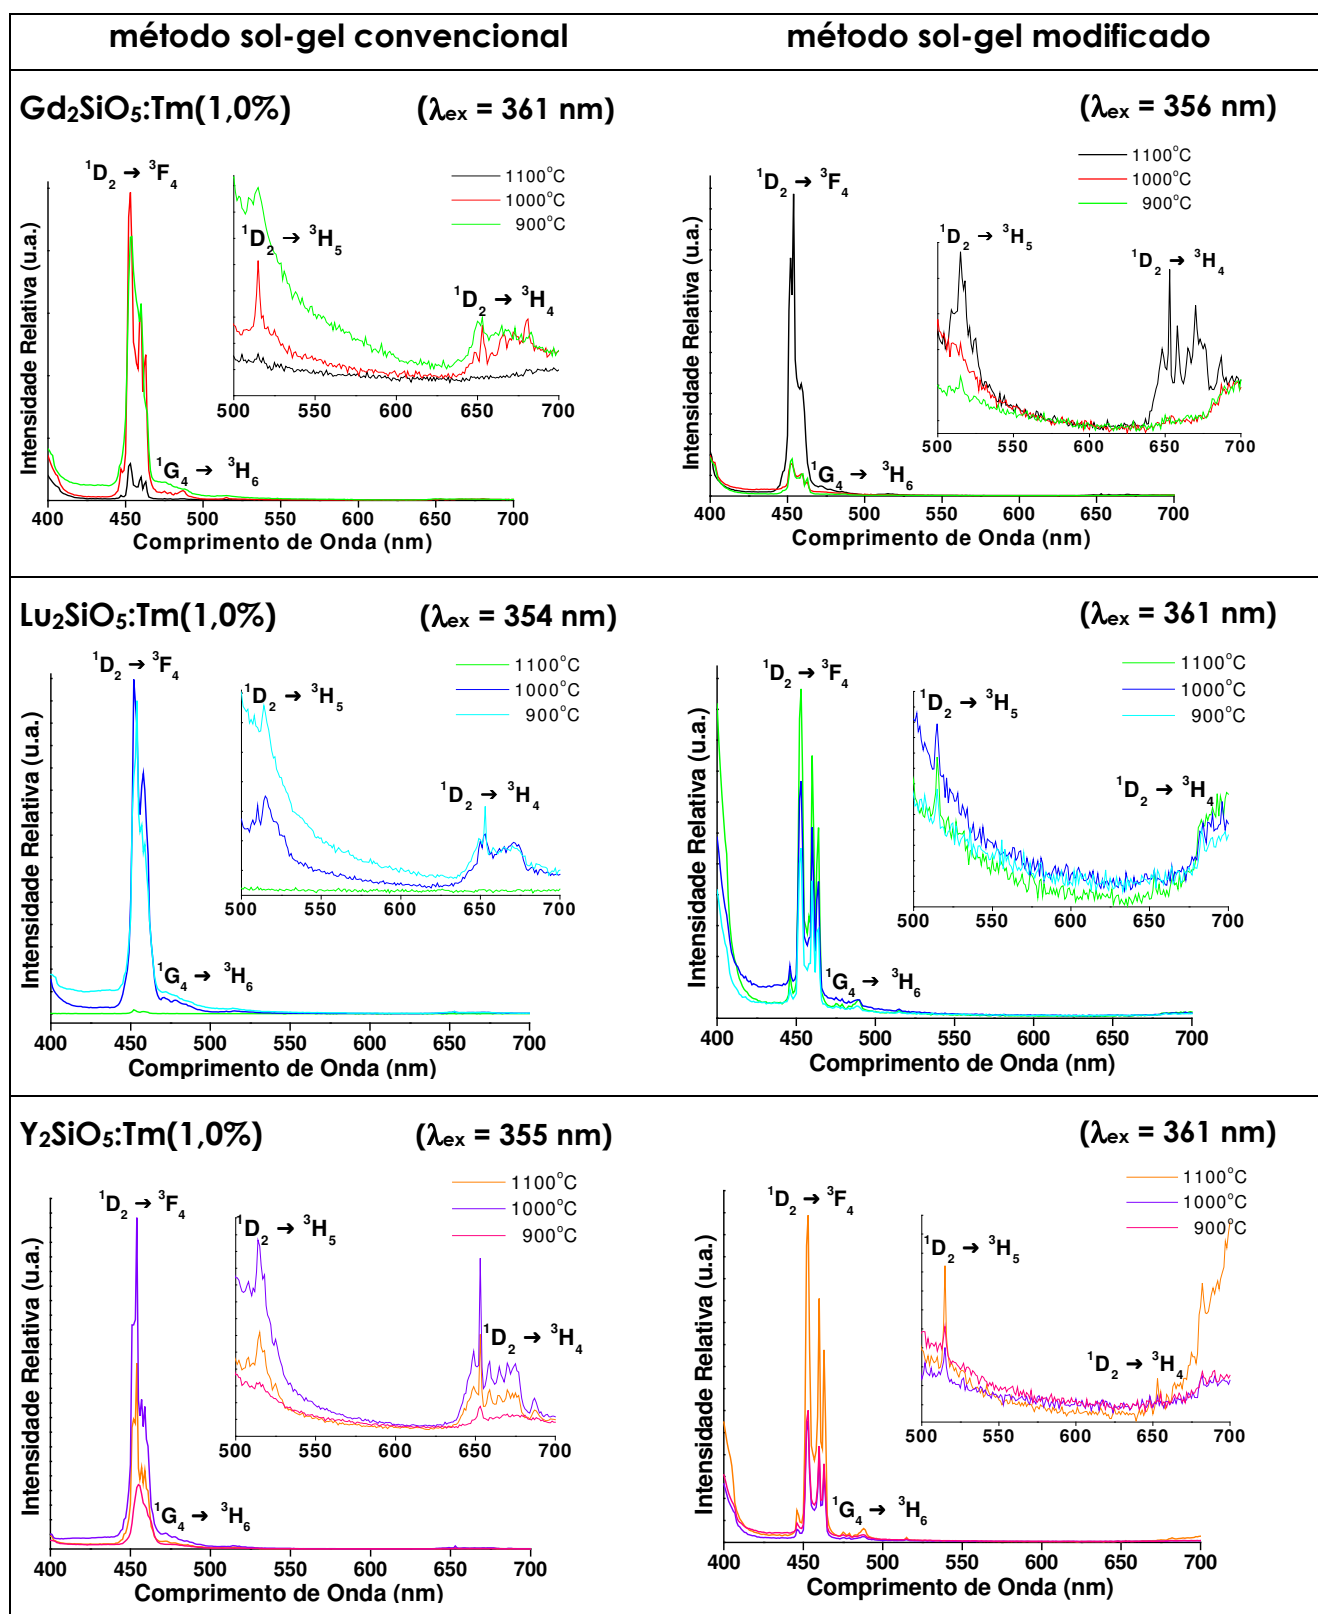 método sol-gel convencional
método sol-gel modificado
Gd₂SiO₅:Tm(1,0%) (λex = 361 nm)
¹D₂ → ³F₄
1100°C
1000°C
900°C
¹D₂ → ³H₅
¹D₂ → ³H₄
500 550 600 650 700
¹G₄ → ³H₆
Intensidade Relativa (u.a.)
400 450 500 550 600 650 700
Comprimento de Onda (nm)
(λex = 356 nm)
1100°C
1000°C
900°C
¹D₂ → ³F₄
¹D₂ → ³H₅
¹D₂ → ³H₄
500 550 600 650 700
¹G₄ → ³H₆
Intensidade Relativa (u.a.)
400 450 500 550 600 650 700
Comprimento de Onda (nm)
Lu₂SiO₅:Tm(1,0%) (λex = 354 nm)
¹D₂ → ³F₄
1100°C
1000°C
900°C
¹D₂ → ³H₅
¹D₂ → ³H₄
500 550 600 650 700
¹G₄ → ³H₆
Intensidade Relativa (u.a.)
400 450 500 550 600 650 700
Comprimento de Onda (nm)
(λex = 361 nm)
¹D₂ → ³F₄
1100°C
1000°C
900°C
¹D₂ → ³H₅
¹D₂ → ³H₄
500 550 600 650 700
¹G₄ → ³H₆
Intensidade Relativa (u.a.)
400 450 500 550 600 650 700
Comprimento de Onda (nm)
Y₂SiO₅:Tm(1,0%) (λex = 355 nm)
1100°C
1000°C
900°C
¹D₂ → ³F₄
¹D₂ → ³H₅
¹D₂ → ³H₄
500 550 600 650 700
¹G₄ → ³H₆
Intensidade Relativa (u.a.)
400 450 500 550 600 650 700
Comprimento de Onda (nm)
(λex = 361 nm)
1100°C
1000°C
900°C
¹D₂ → ³F₄
¹D₂ → ³H₅
¹D₂ → ³H₄
500 550 600 650 700
¹G₄ → ³H₆
Intensidade Relativa (u.a.)
400 450 500 550 600 650 700
Comprimento de Onda (nm)